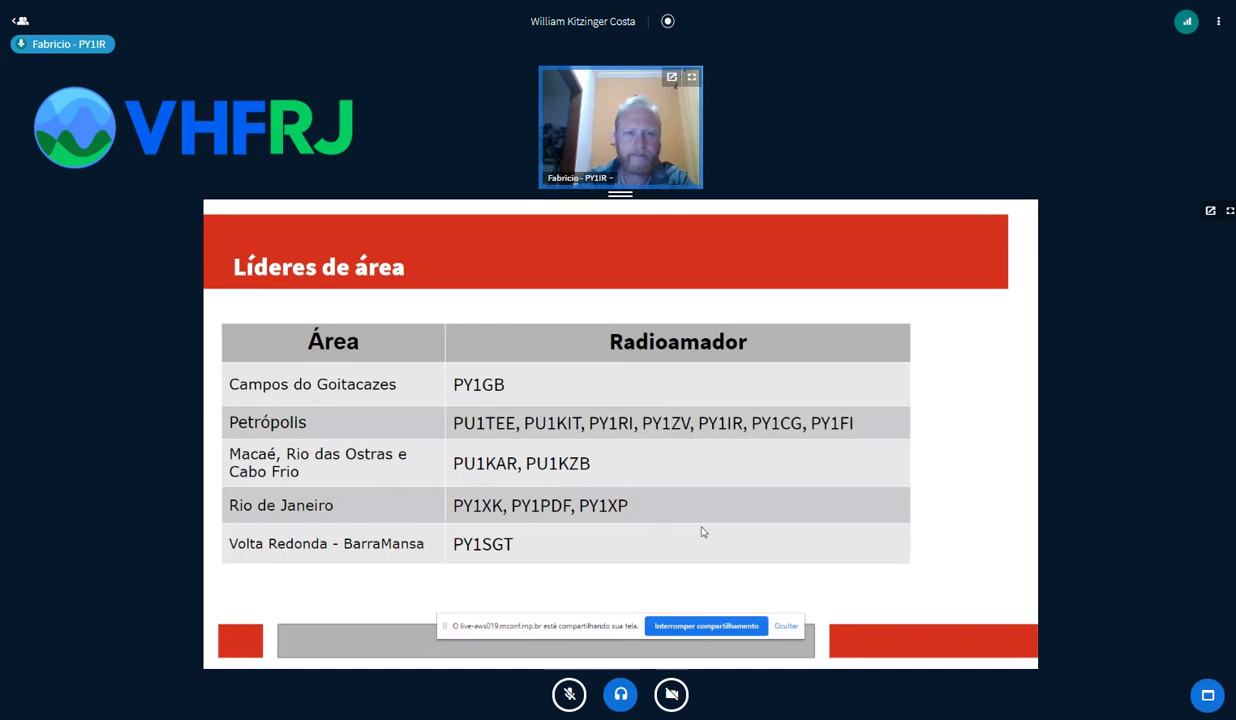 William Kitzinger Costa
Fabricio - PY1IR
VHFRJ
Fabricio - PY1IR
Líderes de área
Área Radioamador
Campos do Goitacazes PY1GB
Petrópolis PU1TEE, PU1KIT, PY1RI, PY1ZV, PY1IR, PY1CG, PY1FI
Macaé, Rio das Ostras e
Cabo Frio PU1KAR, PU1KZB
Rio de Janeiro PY1XK, PY1PDF, PY1XP
Volta Redonda - BarraMansa PY1SGT
O live-aws019.mconf.mp.br está compartilhando sua tela. Interromper compartilhamento Ocultar